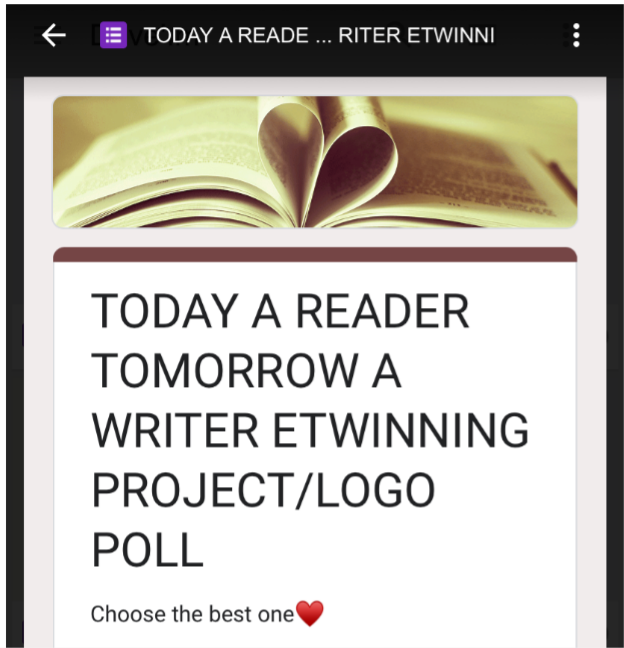 TODAY A READE ... RITER ETWINNI
TODAY A READER
TOMORROW A
WRITER ETWINNING
PROJECT/LOGO
POLL
Choose the best one❤️